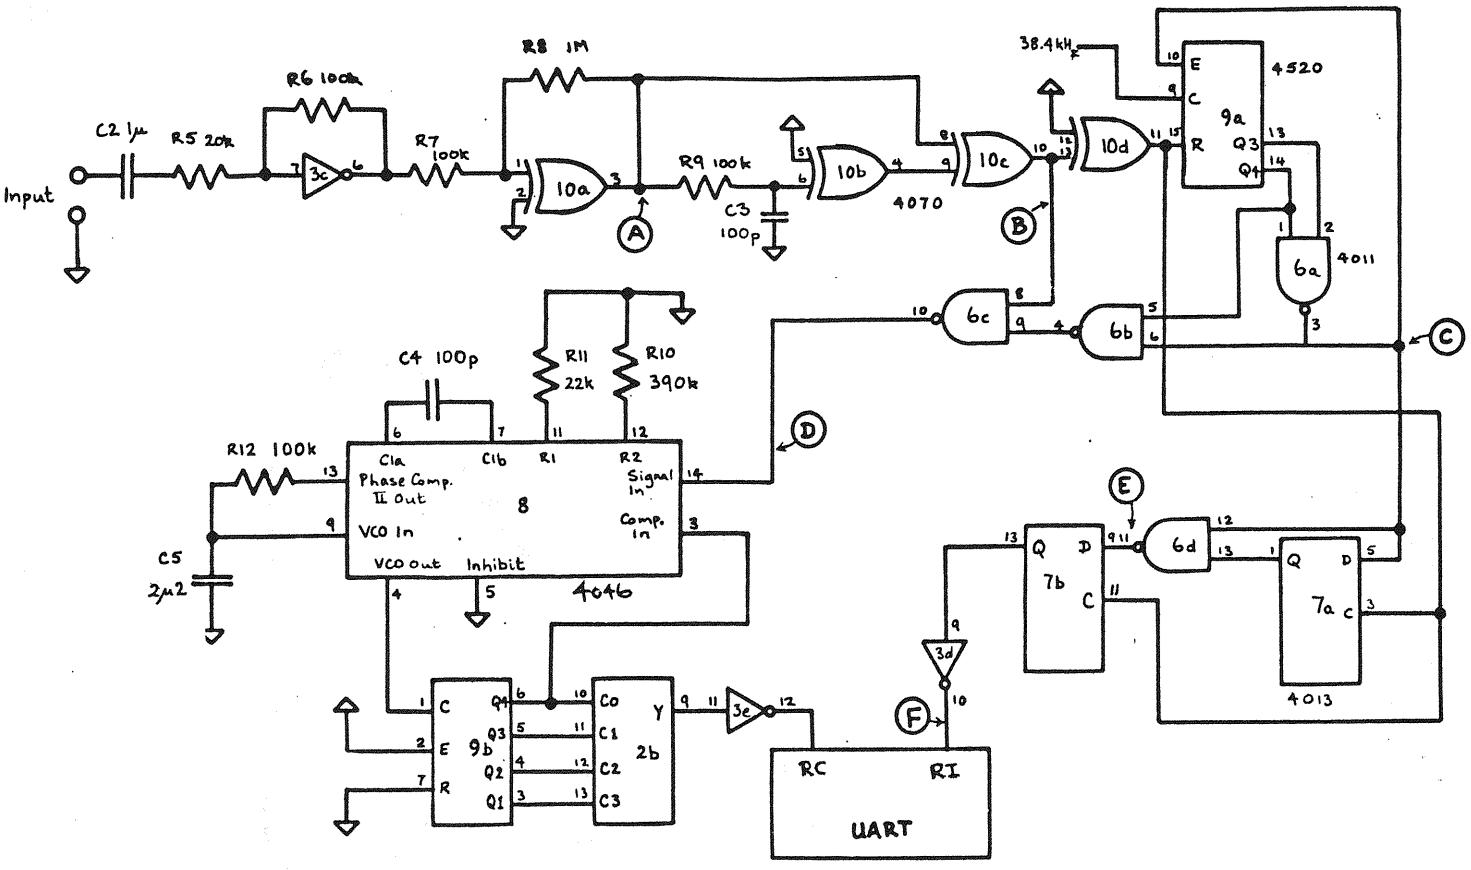 R8 1M
38.4kHz
10 E
4520
R6 100k
9 C
C2 1µ
R5 20k
7 3c 6
R7 100k
9a
Q3 13
Q4 14
8
10 10c
9
12
13
10d
11 15 R
Input
1
2
10a
3
R9 100k
5
6
10b
4
4070
A
C3
100p
B
1 2
6a
4011
3
8
9
6c
10
4
6b
5
6
C
C4 100p
R11
22k
R10
390k
D
6 7 11 12
C1a C1b R1 R2
R12 100k
13
Phase Comp.
II Out
Signal
In
14
8
E
9
VCO In
Comp.
In
3
13 Q D 9 11
6d
12
13
1 Q D 5
C5
2µ2
VCO Out
Inhibit
4
5
4046
7b
C 11
7a
C 3
9
3d
10
4013
1 C
Q4 6
10 C0
Y 9
11 3e 12
F
2 E
9b
Q3 5
11 C1
2b
Q2 4
12 C2
7 R
Q1 3
13 C3
RC RI
UART